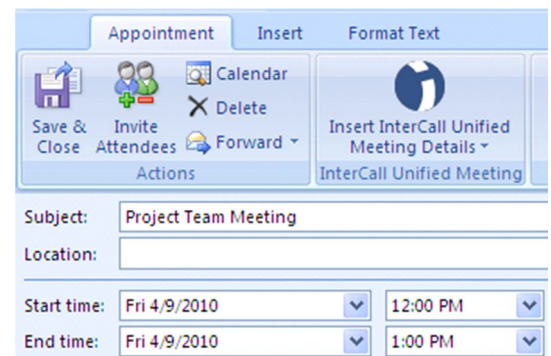 Appointment Insert Format Text
Calendar
Delete
Forward
Save & Close
Invite Attendees
Insert InterCall Unified
Meeting Details
Actions
InterCall Unified Meeting
Subject: Project Team Meeting
Location:
Start time: Fri 4/9/2010 12:00 PM
End time: Fri 4/9/2010 1:00 PM